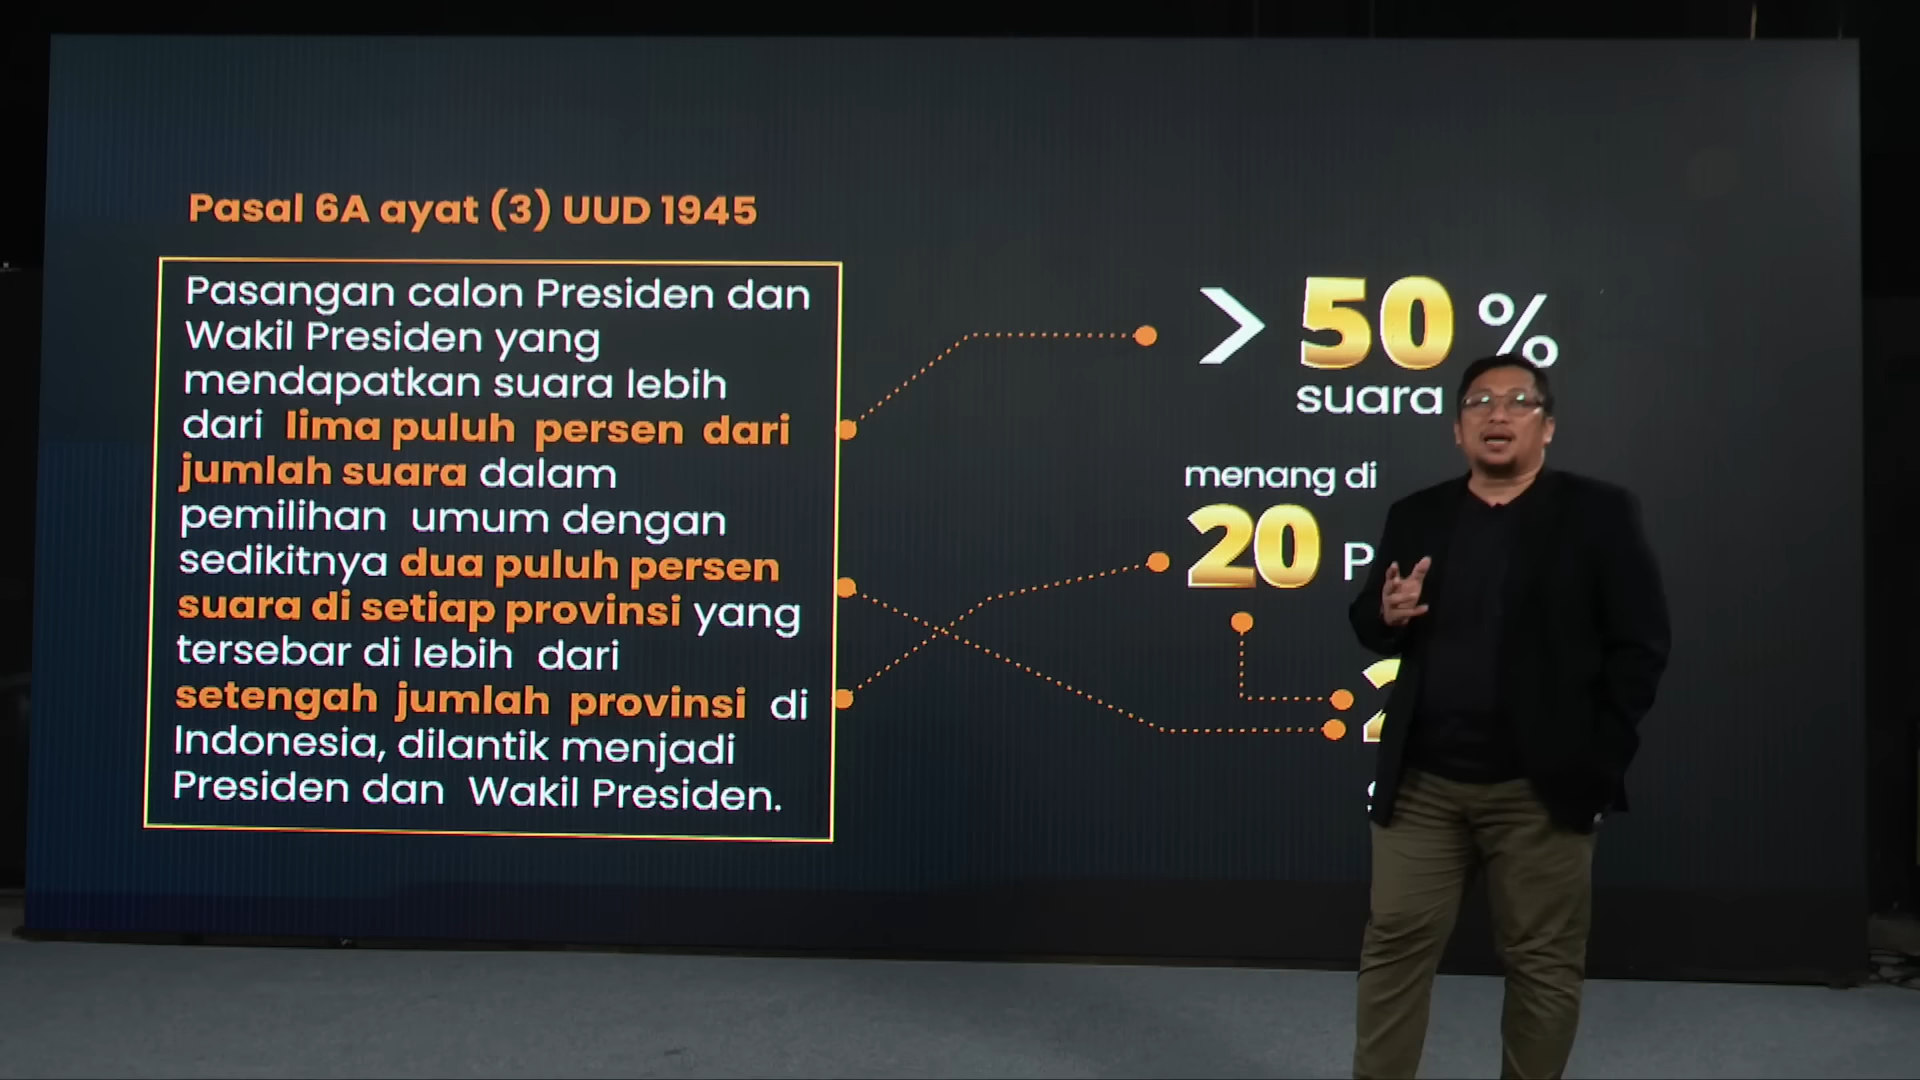 Pasal 6A ayat (3) UUD 1945
Pasangan calon Presiden dan
Wakil Presiden yang
mendapatkan suara lebih
dari lima puluh persen dari
jumlah suara dalam
pemilihan umum dengan
sedikitnya dua puluh persen
suara di setiap provinsi yang
tersebar di lebih dari
setengah jumlah provinsi di
Indonesia, dilantik menjadi
Presiden dan Wakil Presiden.
> 50 %
suara
menang di
20